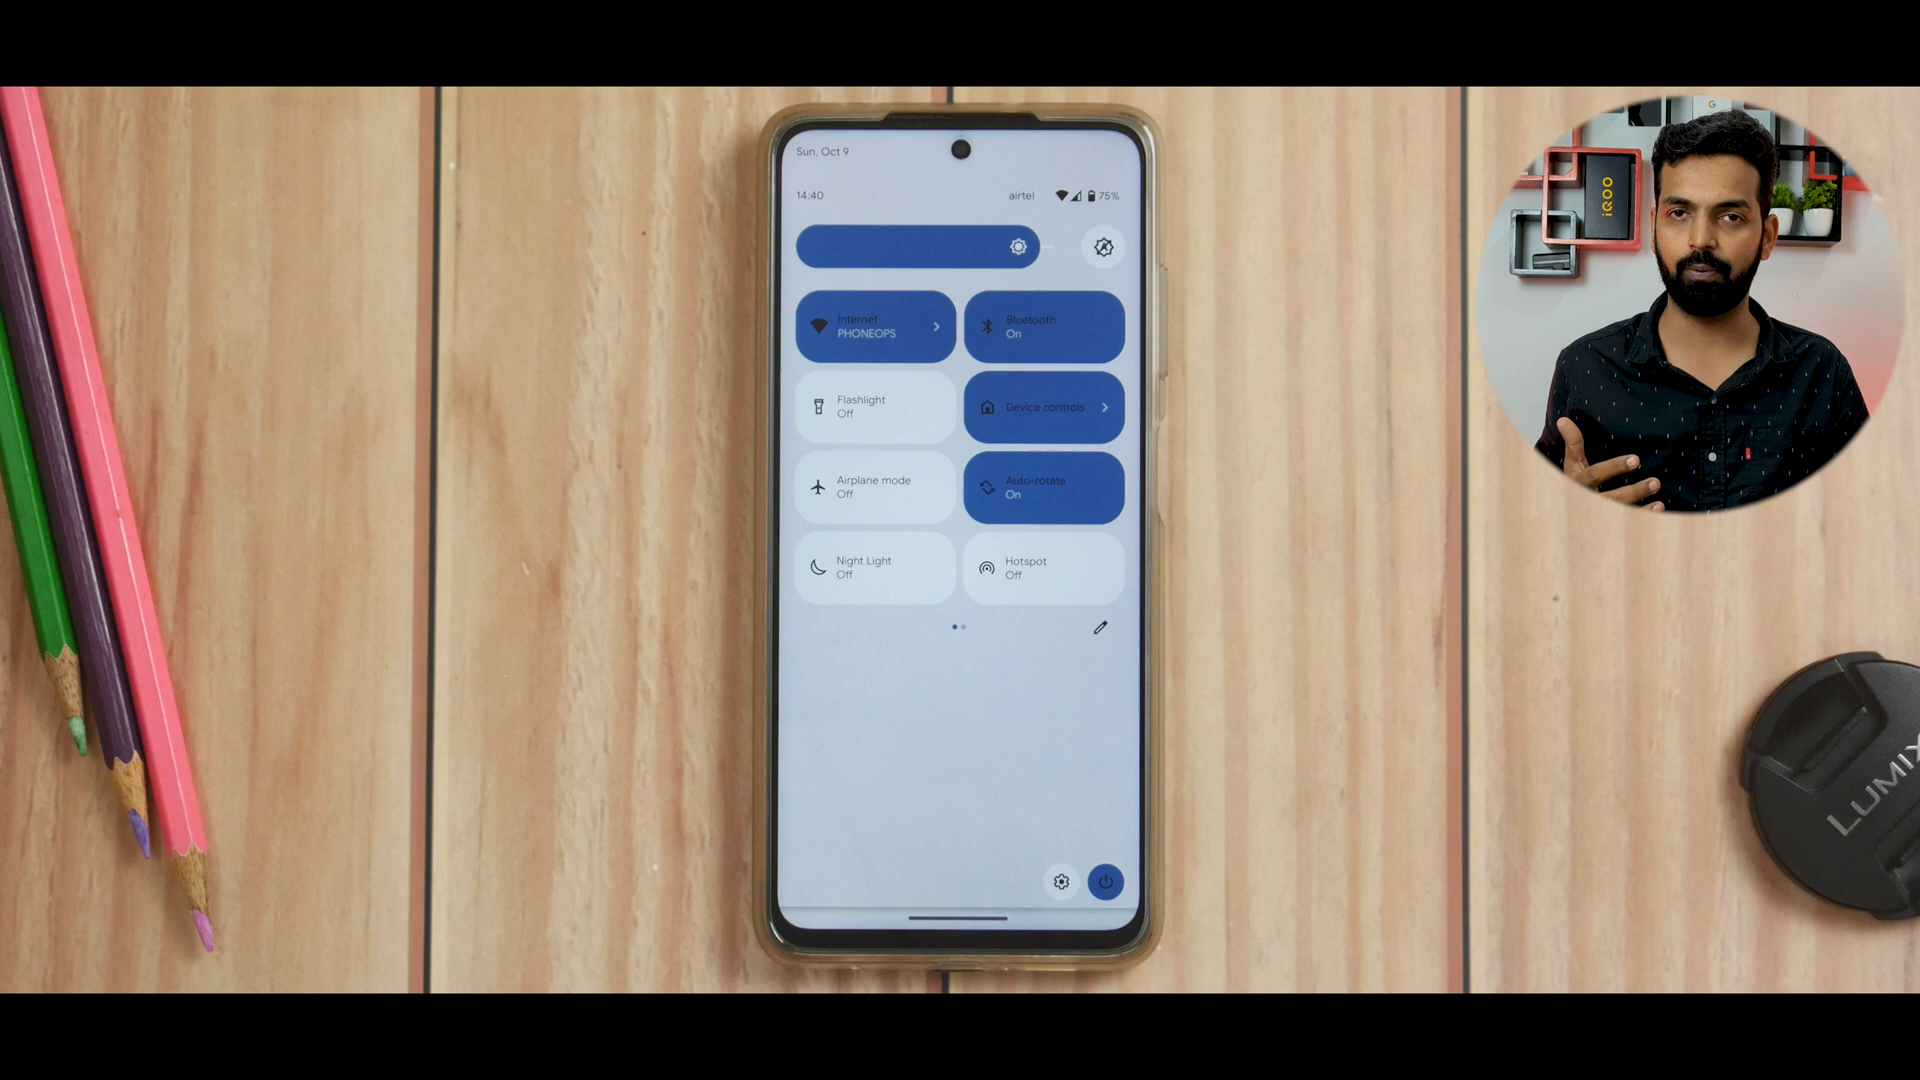 Sun, Oct 9
14:40
airtel
75%
Internet
PHONEOPS
Bluetooth
On
Flashlight
Off
Device controls
Airplane mode
Off
Auto-rotate
On
Night Light
Off
Hotspot
Off
iQOO
G
LUMIX